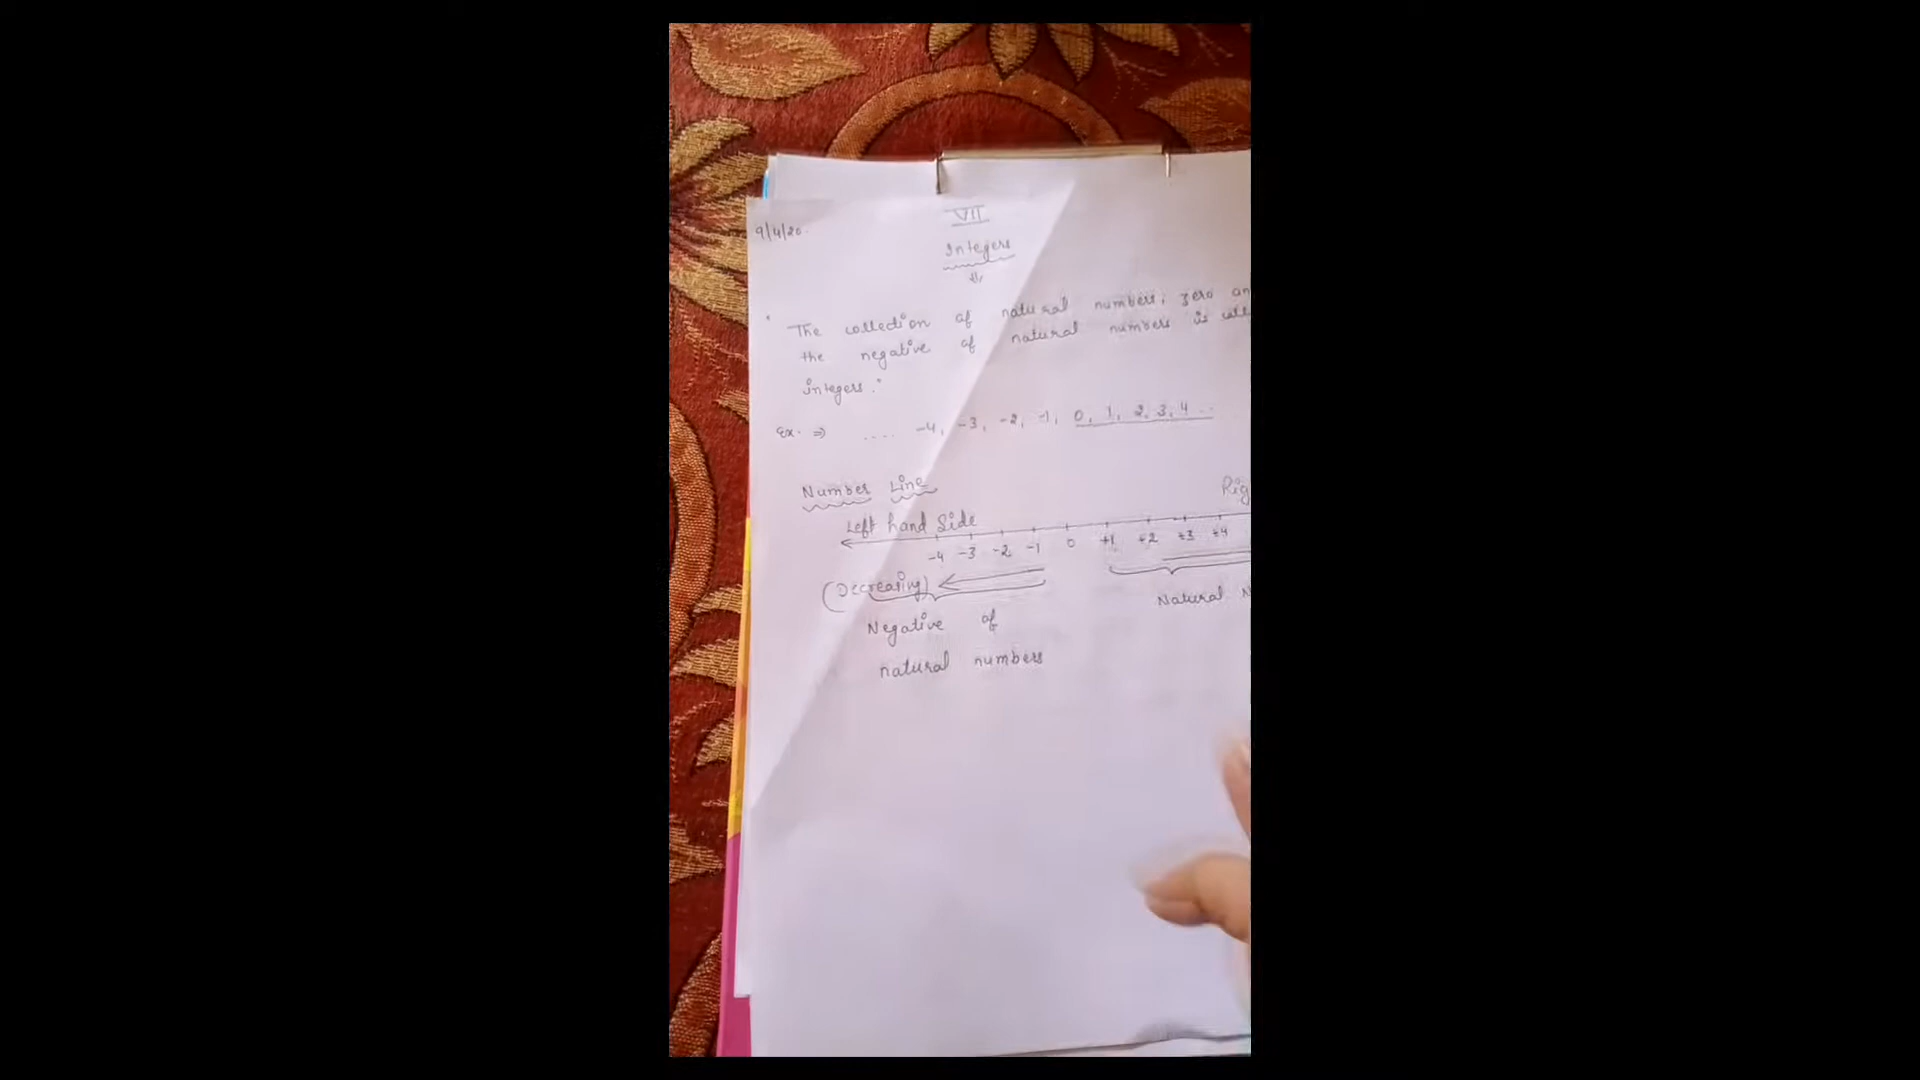 9/4/20
VII
Integers
"The collection of natural numbers, zero
the negative of natural numbers is
integers."
Ex. ⇒ .... -4, -3, -2, -1, 0, 1, 2, 3, 4 ...
Number Line
Left hand Side
-4 -3 -2 -1 0 +1 +2 +3 +4
(Decreasing)
Negative of
natural numbers
Natural